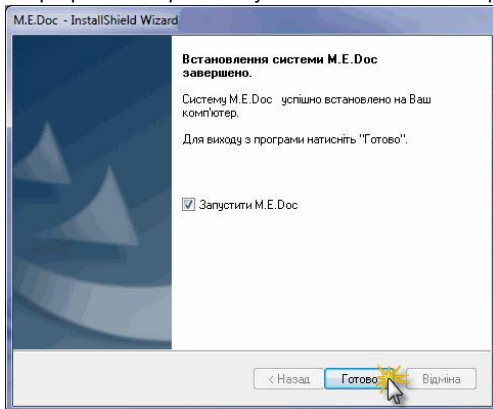 M.E.Doc - InstallShield Wizard
Встановлення системи M.E.Doc
завершено.
Систему M.E.Doc успішно встановлено на Ваш
комп'ютер.
Для виходу з програми натисніть "Готово".
Запустити M.E.Doc
< Назад Готово Відміна